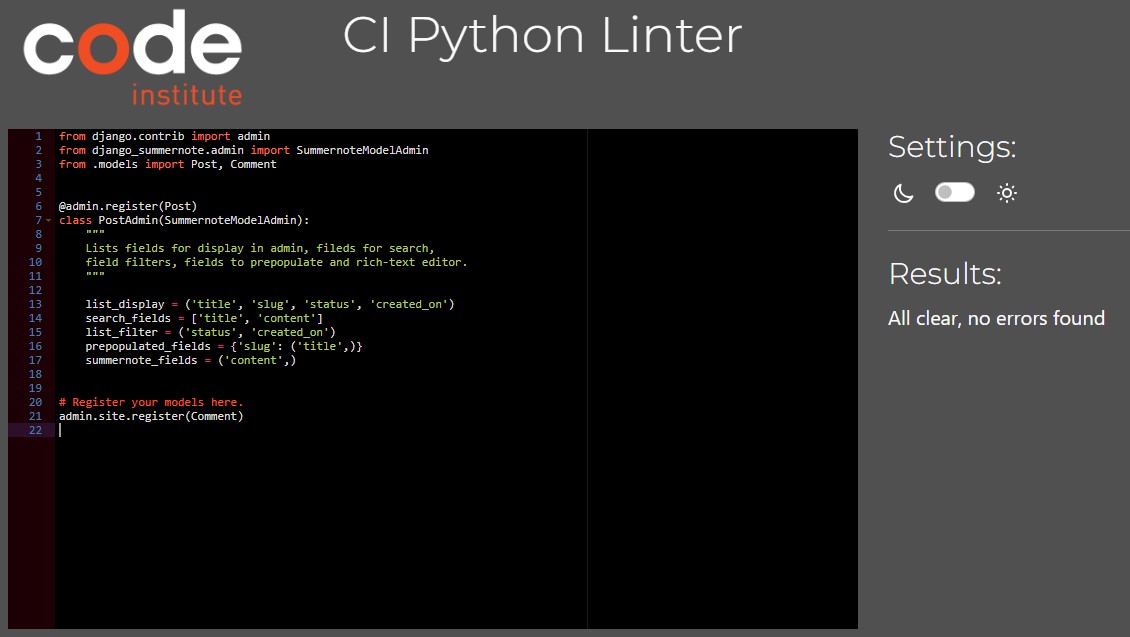 code
institute
CI Python Linter
1 from django.contrib import admin
2 from django_summernote.admin import SummernoteModelAdmin
3 from .models import Post, Comment
4
5
6 @admin.register(Post)
7 class PostAdmin(SummernoteModelAdmin):
8     """
9     Lists fields for display in admin, fileds for search,
10     field filters, fields to prepopulate and rich-text editor.
11     """
12
13     list_display = ('title', 'slug', 'status', 'created_on')
14     search_fields = ['title', 'content']
15     list_filter = ('status', 'created_on')
16     prepopulated_fields = {'slug': ('title',)}
17     summernote_fields = ('content',)
18
19
20 # Register your models here.
21 admin.site.register(Comment)
22
Settings:
Results:
All clear, no errors found